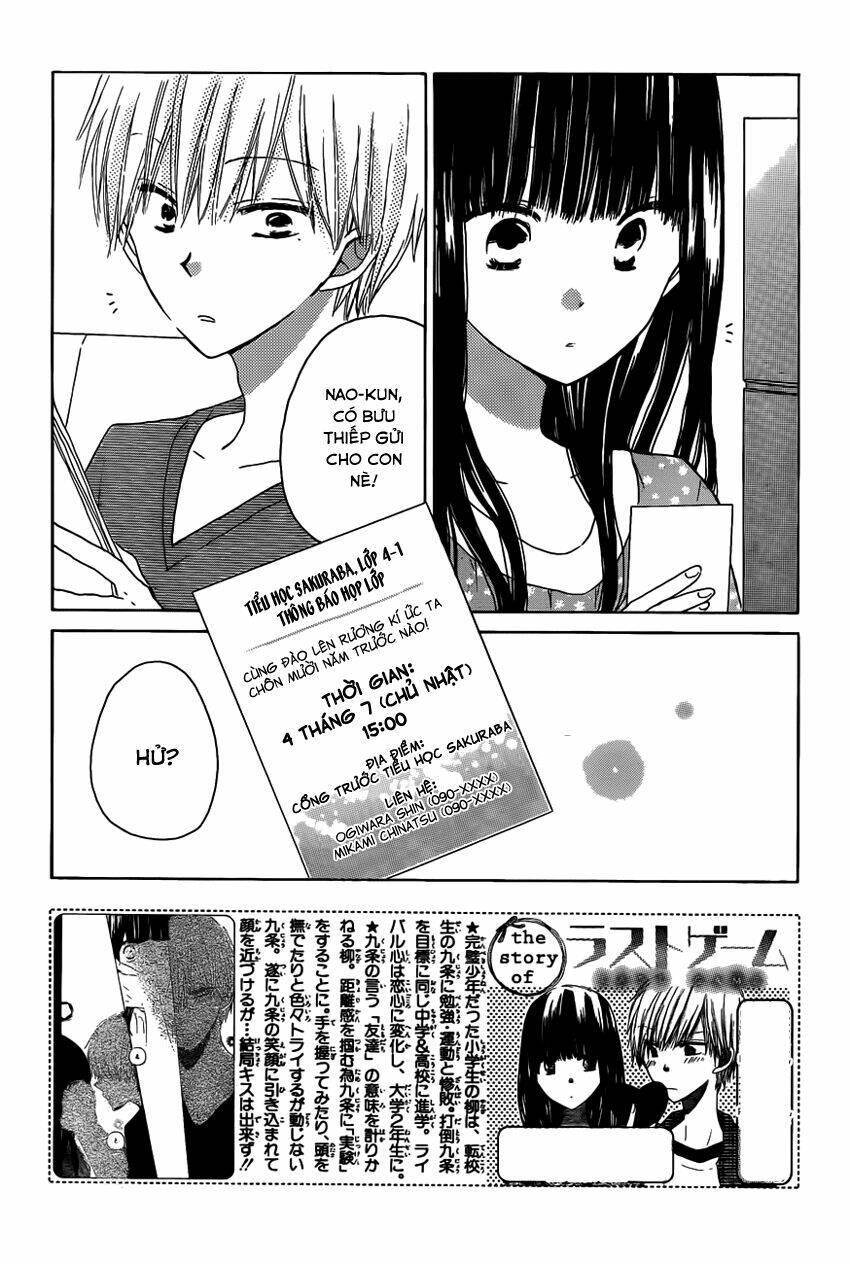 NAO-KUN,
CÓ BƯU
THIẾP GỬI
CHO CON
NÈ!
TIỂU HỌC SAKURABA, LỚP 4-1
THÔNG BÁO HỌP LỚP
CÙNG ĐÀO LÊN RƯƠNG KÍ ỨC TA
CHÔN MƯỜI NĂM TRƯỚC NÀO!
THỜI GIAN:
4 THÁNG 7 (CHỦ NHẬT)
15:00
ĐỊA ĐIỂM:
CỔNG TRƯỚC TIỂU HỌC SAKURABA
LIÊN HỆ:
OGIWARA SHIN (090-XXXX)
MIKAMI CHINATSU (090-XXXX)
HỬ?
the
story
of
ラストゲーム
★完璧少年だった小学生の柳は、転校
生の九条に勉強・運動と惨敗。打倒九条
を目標に同じ中学&高校に進学。ライ
バル心は恋心に変化し、大学2年生に。
★九条の言う「友達」の意味を計りか
ねる柳。距離感を掴む為九条に「実験」
をすることに。手を握ってみたり、頭を
撫でたりと色々トライするが動じない
九条。遂に九条の笑顔に引き込まれて
顔を近づけるが…結局キスは出来ず!!